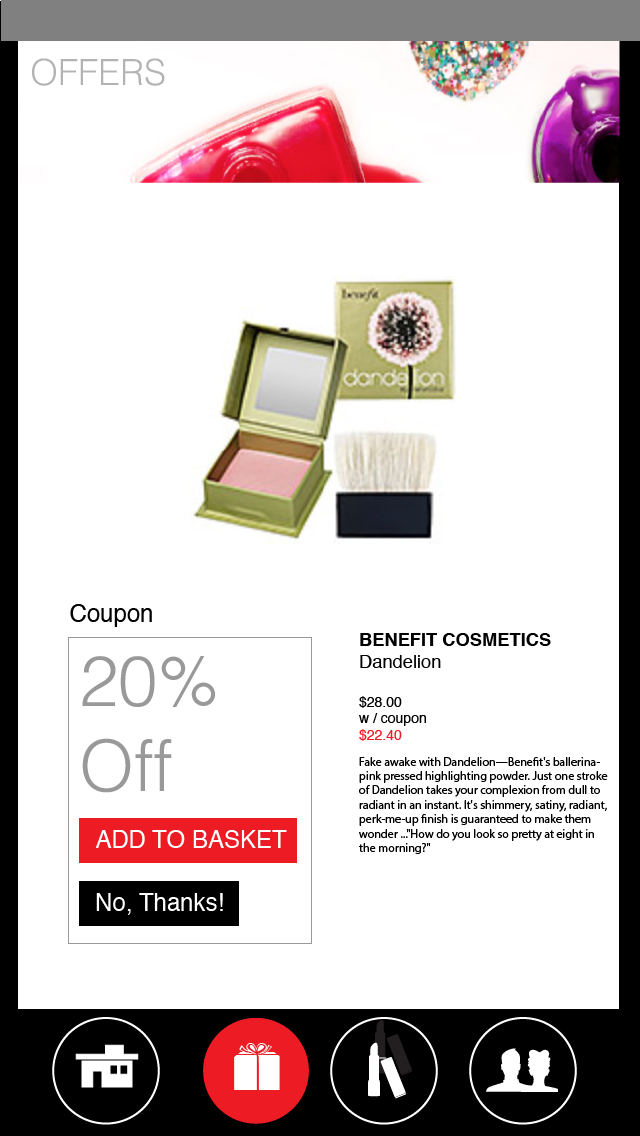 OFFERS
benefit
dandelion
Coupon
20%
Off
ADD TO BASKET
No, Thanks!
BENEFIT COSMETICS
Dandelion
$28.00
w / coupon
$22.40
Fake awake with Dandelion—Benefit's ballerina-
pink pressed highlighting powder. Just one stroke
of Dandelion takes your complexion from dull to
radiant in an instant. It's shimmery, satiny, radiant,
perk-me-up finish is guaranteed to make them
wonder ..."How do you look so pretty at eight in
the morning?"